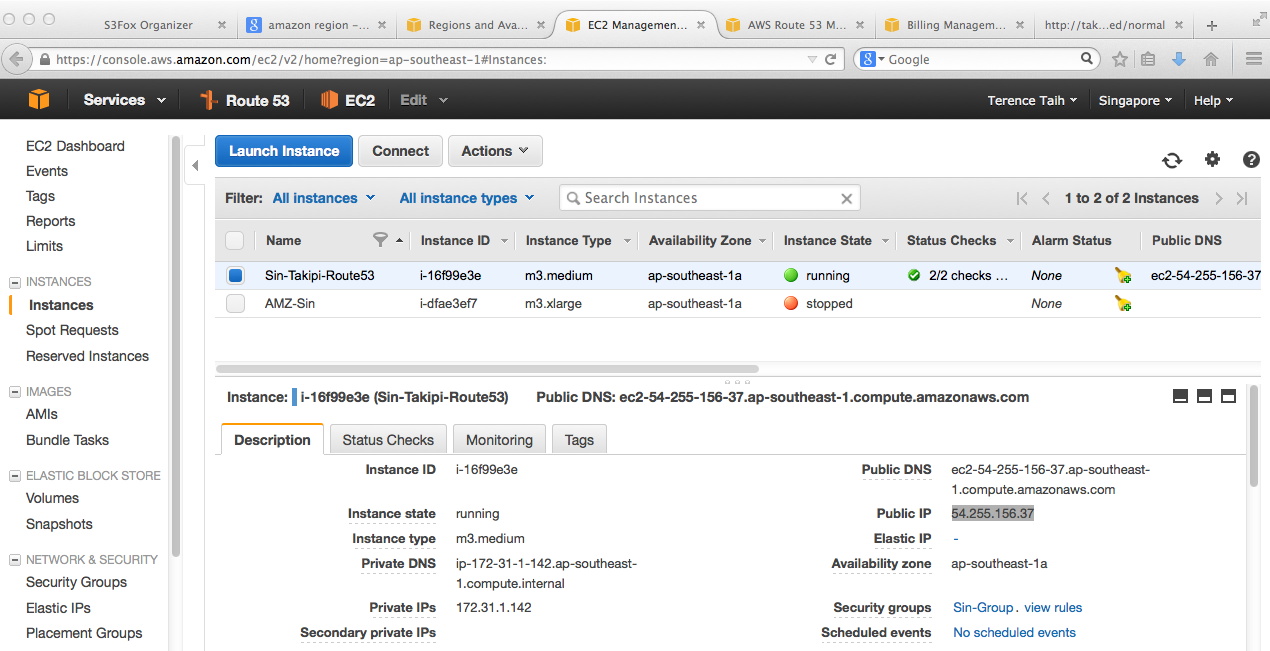 S3Fox Organizer
amazon region –...
Regions and Ava...
EC2 Managemen...
AWS Route 53 M...
Billing Managem...
http://tak...ed/normal
https://console.aws.amazon.com/ec2/v2/home?region=ap-southeast-1#Instances:
Google
Services Route 53 EC2 Edit Terence Taih Singapore Help
EC2 Dashboard
Events
Tags
Reports
Limits
INSTANCES
Instances
Spot Requests
Reserved Instances
IMAGES
AMIs
Bundle Tasks
ELASTIC BLOCK STORE
Volumes
Snapshots
NETWORK & SECURITY
Security Groups
Elastic IPs
Placement Groups
Launch Instance Connect Actions
Filter: All instances All instance types Search Instances 1 to 2 of 2 Instances
Name Instance ID Instance Type Availability Zone Instance State Status Checks Alarm Status Public DNS
Sin-Takipi-Route53 i-16f99e3e m3.medium ap-southeast-1a running 2/2 checks ... None ec2-54-255-156-37
AMZ-Sin i-dfae3ef7 m3.xlarge ap-southeast-1a stopped None
Instance: i-16f99e3e (Sin-Takipi-Route53) Public DNS: ec2-54-255-156-37.ap-southeast-1.compute.amazonaws.com
Description Status Checks Monitoring Tags
Instance ID i-16f99e3e
Instance state running
Instance type m3.medium
Private DNS ip-172-31-1-142.ap-southeast-
1.compute.internal
Private IPs 172.31.1.142
Secondary private IPs
Public DNS ec2-54-255-156-37.ap-southeast-
1.compute.amazonaws.com
Public IP 54.255.156.37
Elastic IP -
Availability zone ap-southeast-1a
Security groups Sin-Group. view rules
Scheduled events No scheduled events